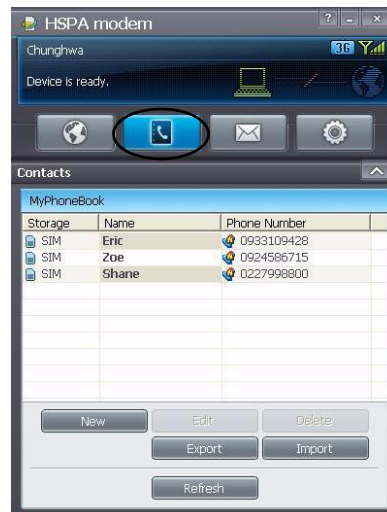 HSPA modem ? - x
Chunghwa 3G
Device is ready.
Contacts
MyPhoneBook
Storage Name Phone Number
SIM Eric 0933109428
SIM Zoe 0924586715
SIM Shane 0227998800
New Edit Delete
Export Import
Refresh